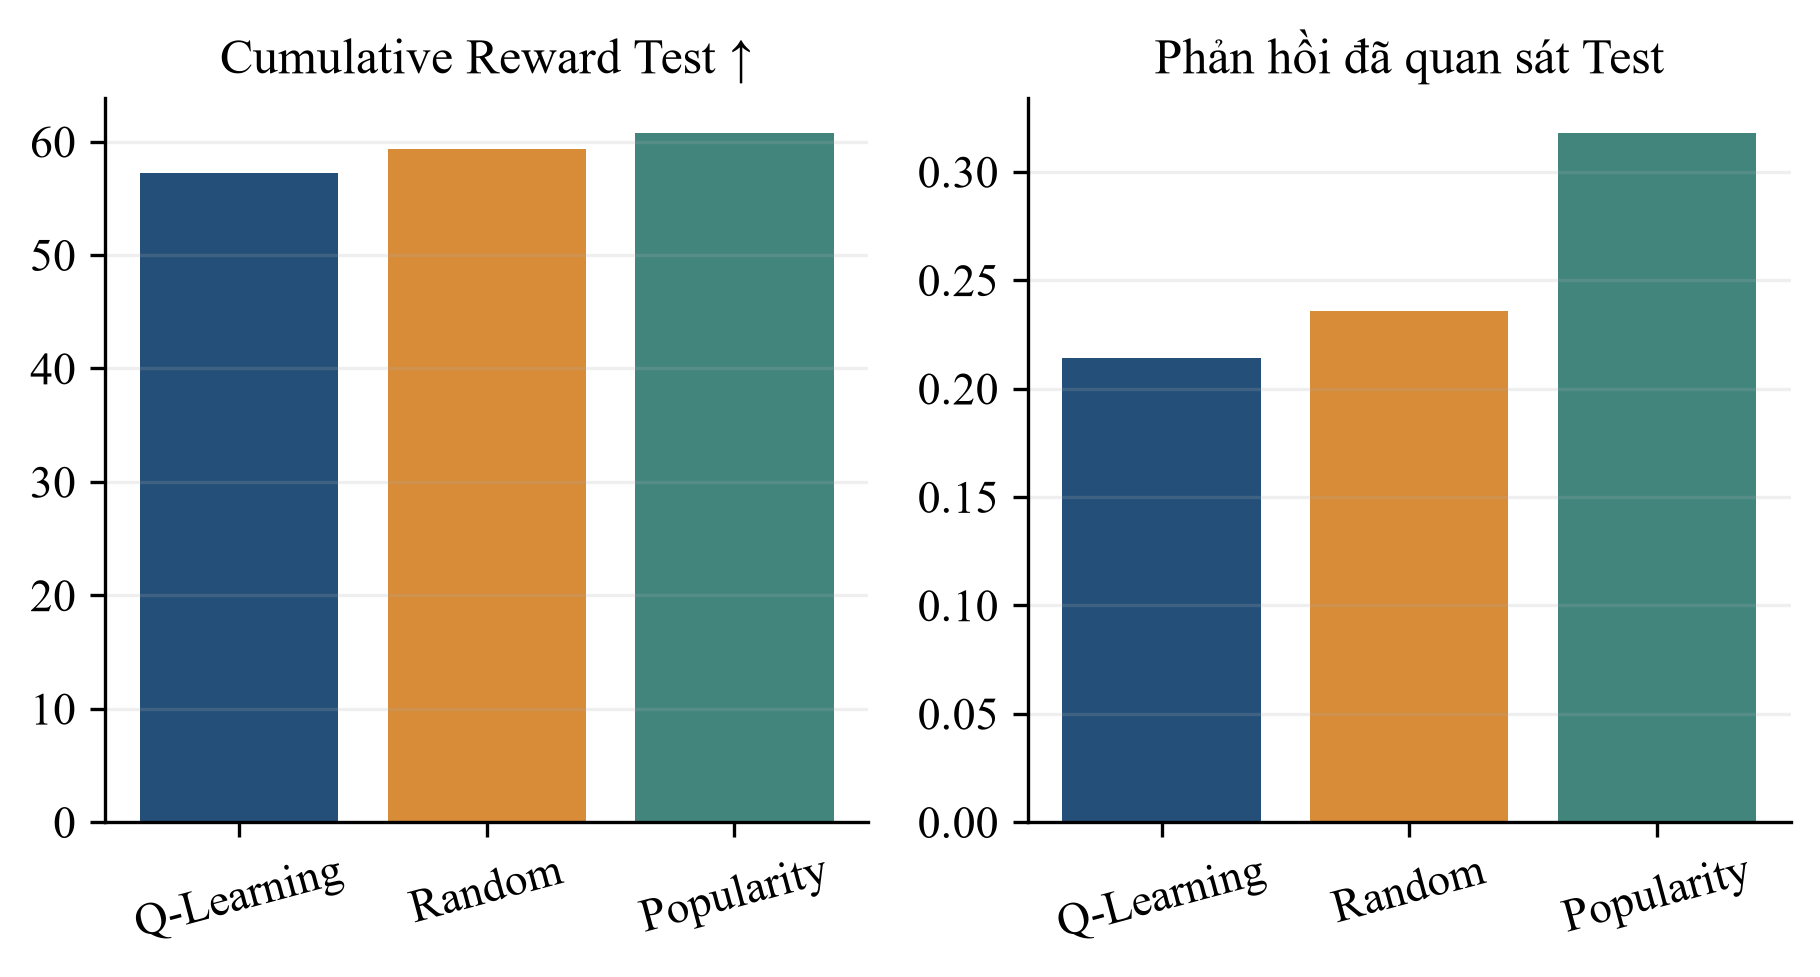 Cumulative Reward Test ↑
60
50
40
30
20
10
0
Q-Learning
Random
Popularity
Phản hồi đã quan sát Test
0.30
0.25
0.20
0.15
0.10
0.05
0.00
Q-Learning
Random
Popularity